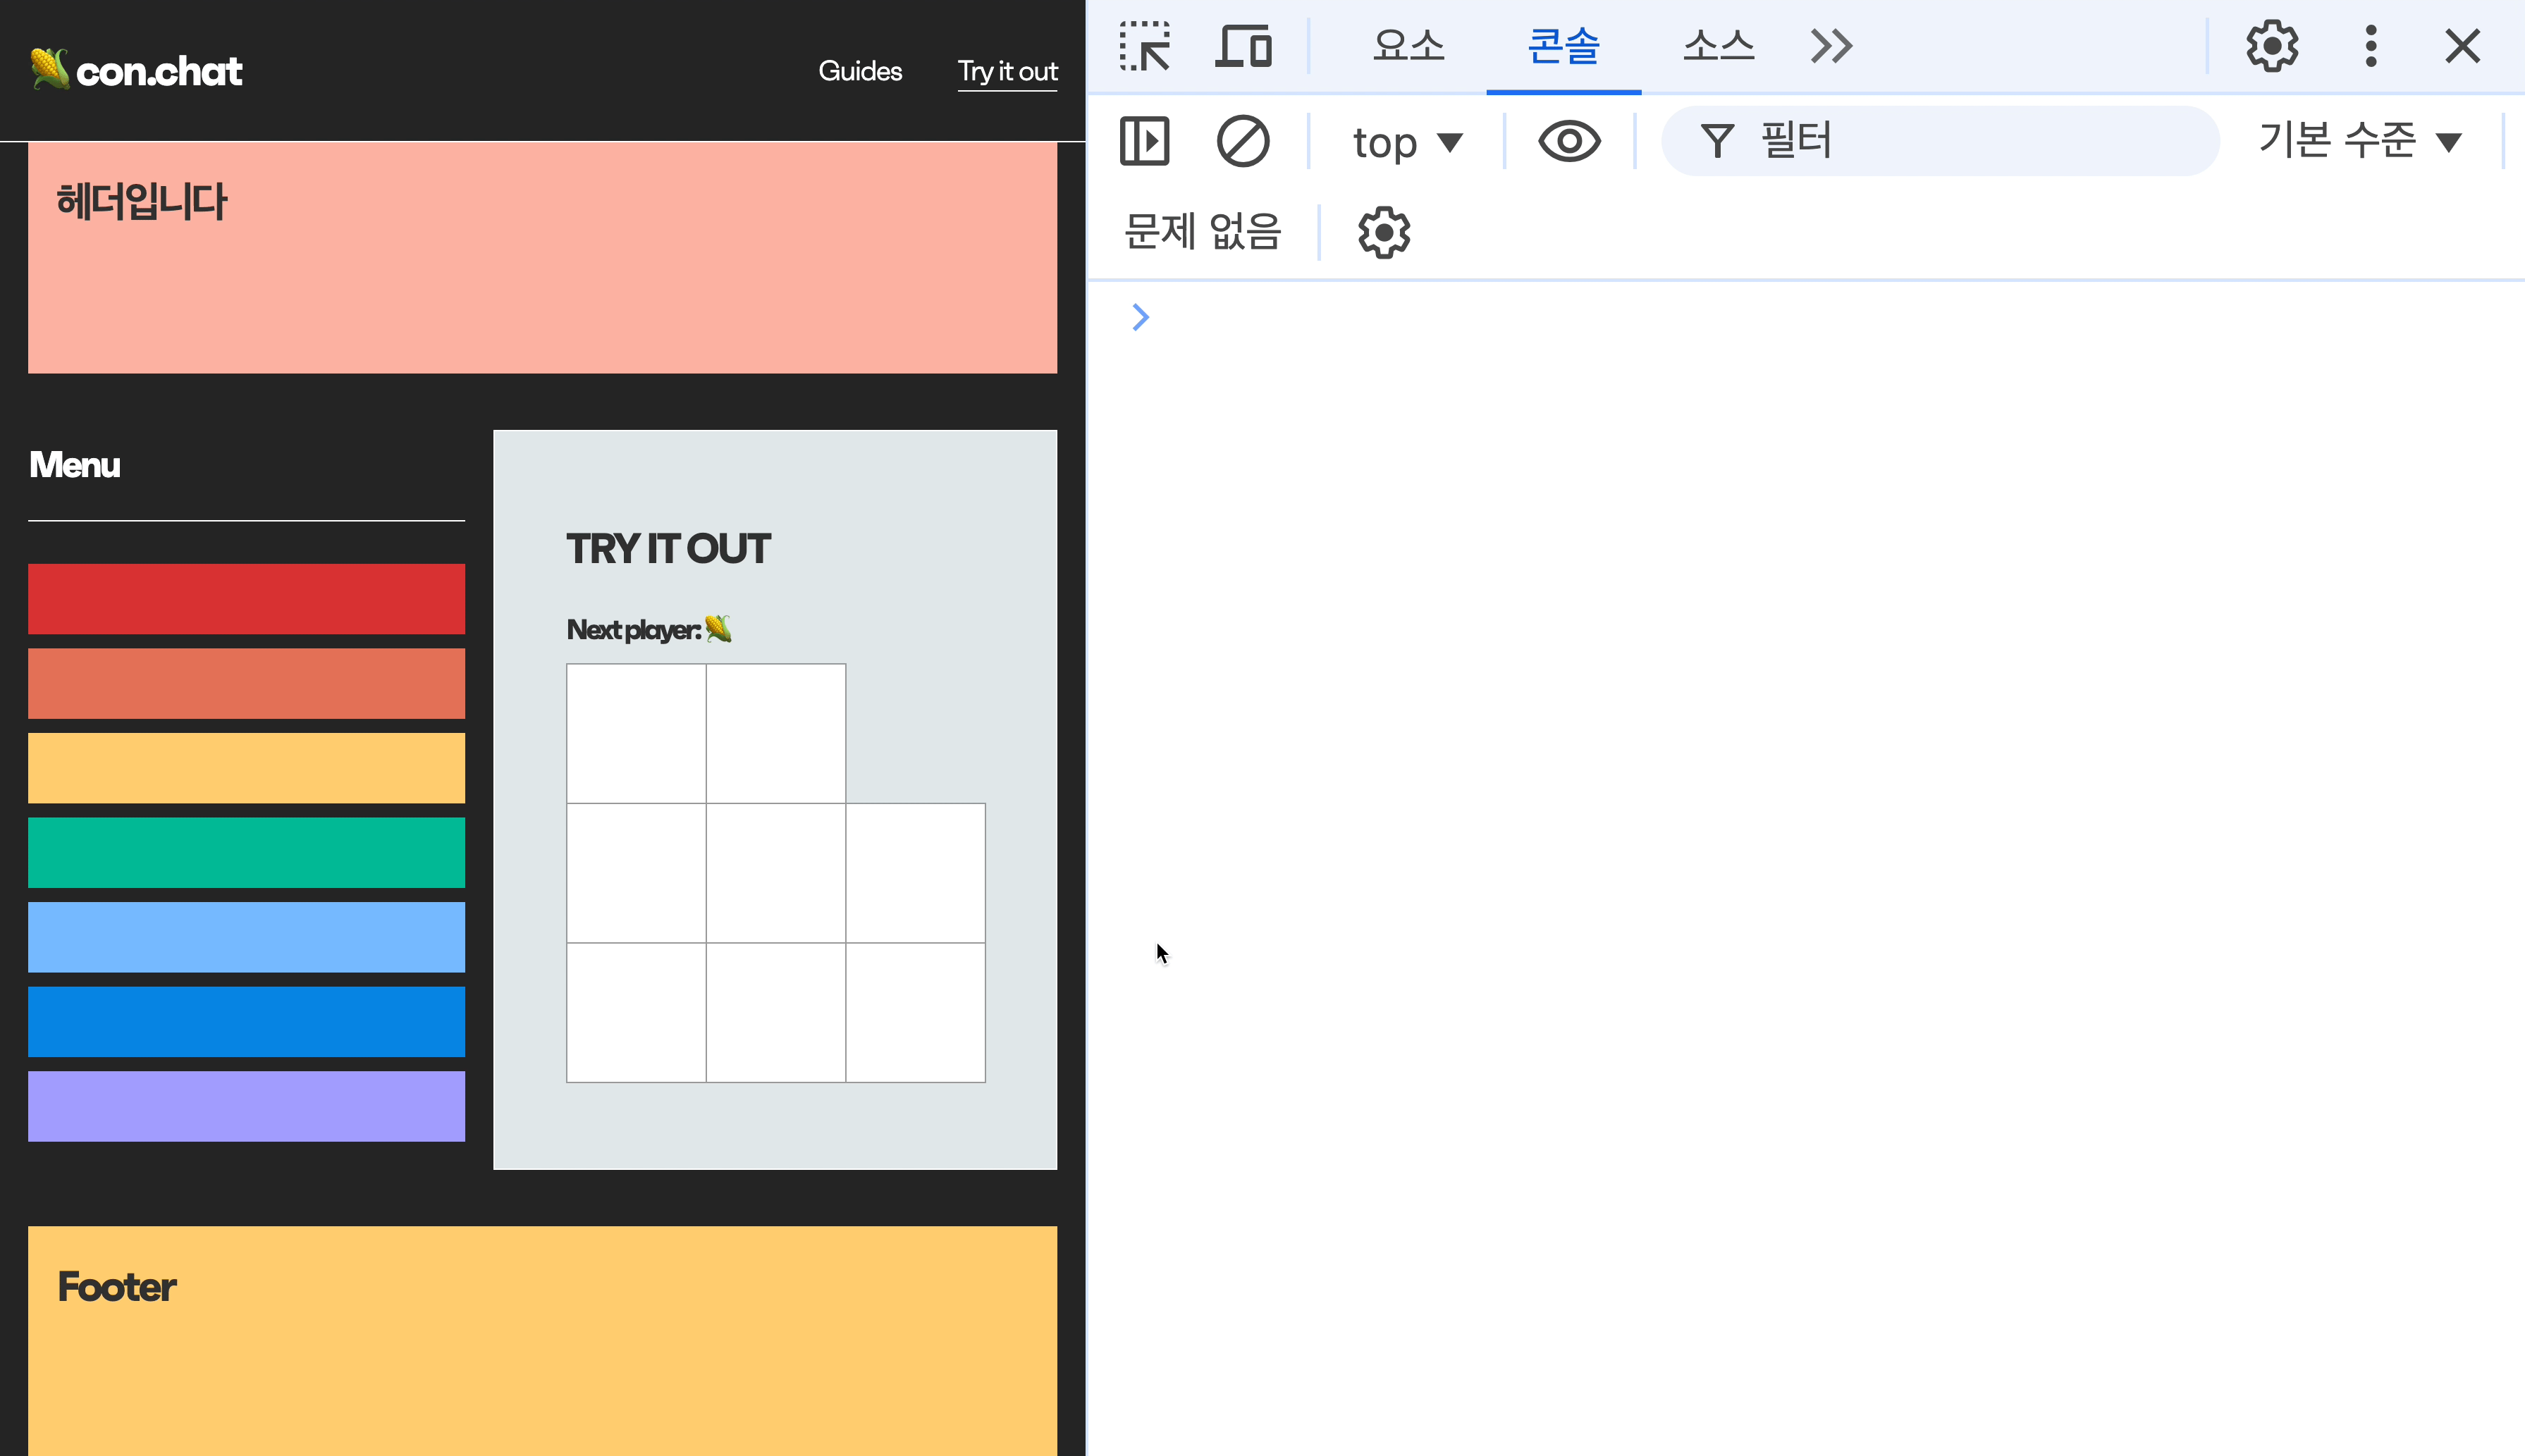 🌽 con.chat
Guides
Try it out
헤더입니다
Menu
TRY IT OUT
Next player: 🌽
Footer
요소
콘솔
소스
top
필터
기본 수준
문제 없음